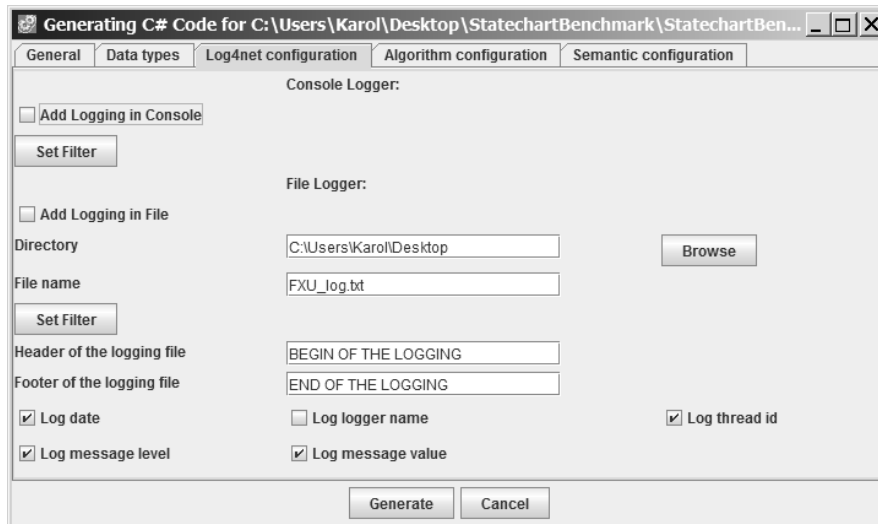 Generating C# Code for C:\Users\Karol\Desktop\StatechartBenchmark\StatechartBen...
General Data types Log4net configuration Algorithm configuration Semantic configuration
Console Logger:
Add Logging in Console
Set Filter
File Logger:
Add Logging in File
Directory C:\Users\Karol\Desktop Browse
File name FXU_log.txt
Set Filter
Header of the logging file BEGIN OF THE LOGGING
Footer of the logging file END OF THE LOGGING
Log date Log logger name Log thread id
Log message level Log message value
Generate Cancel